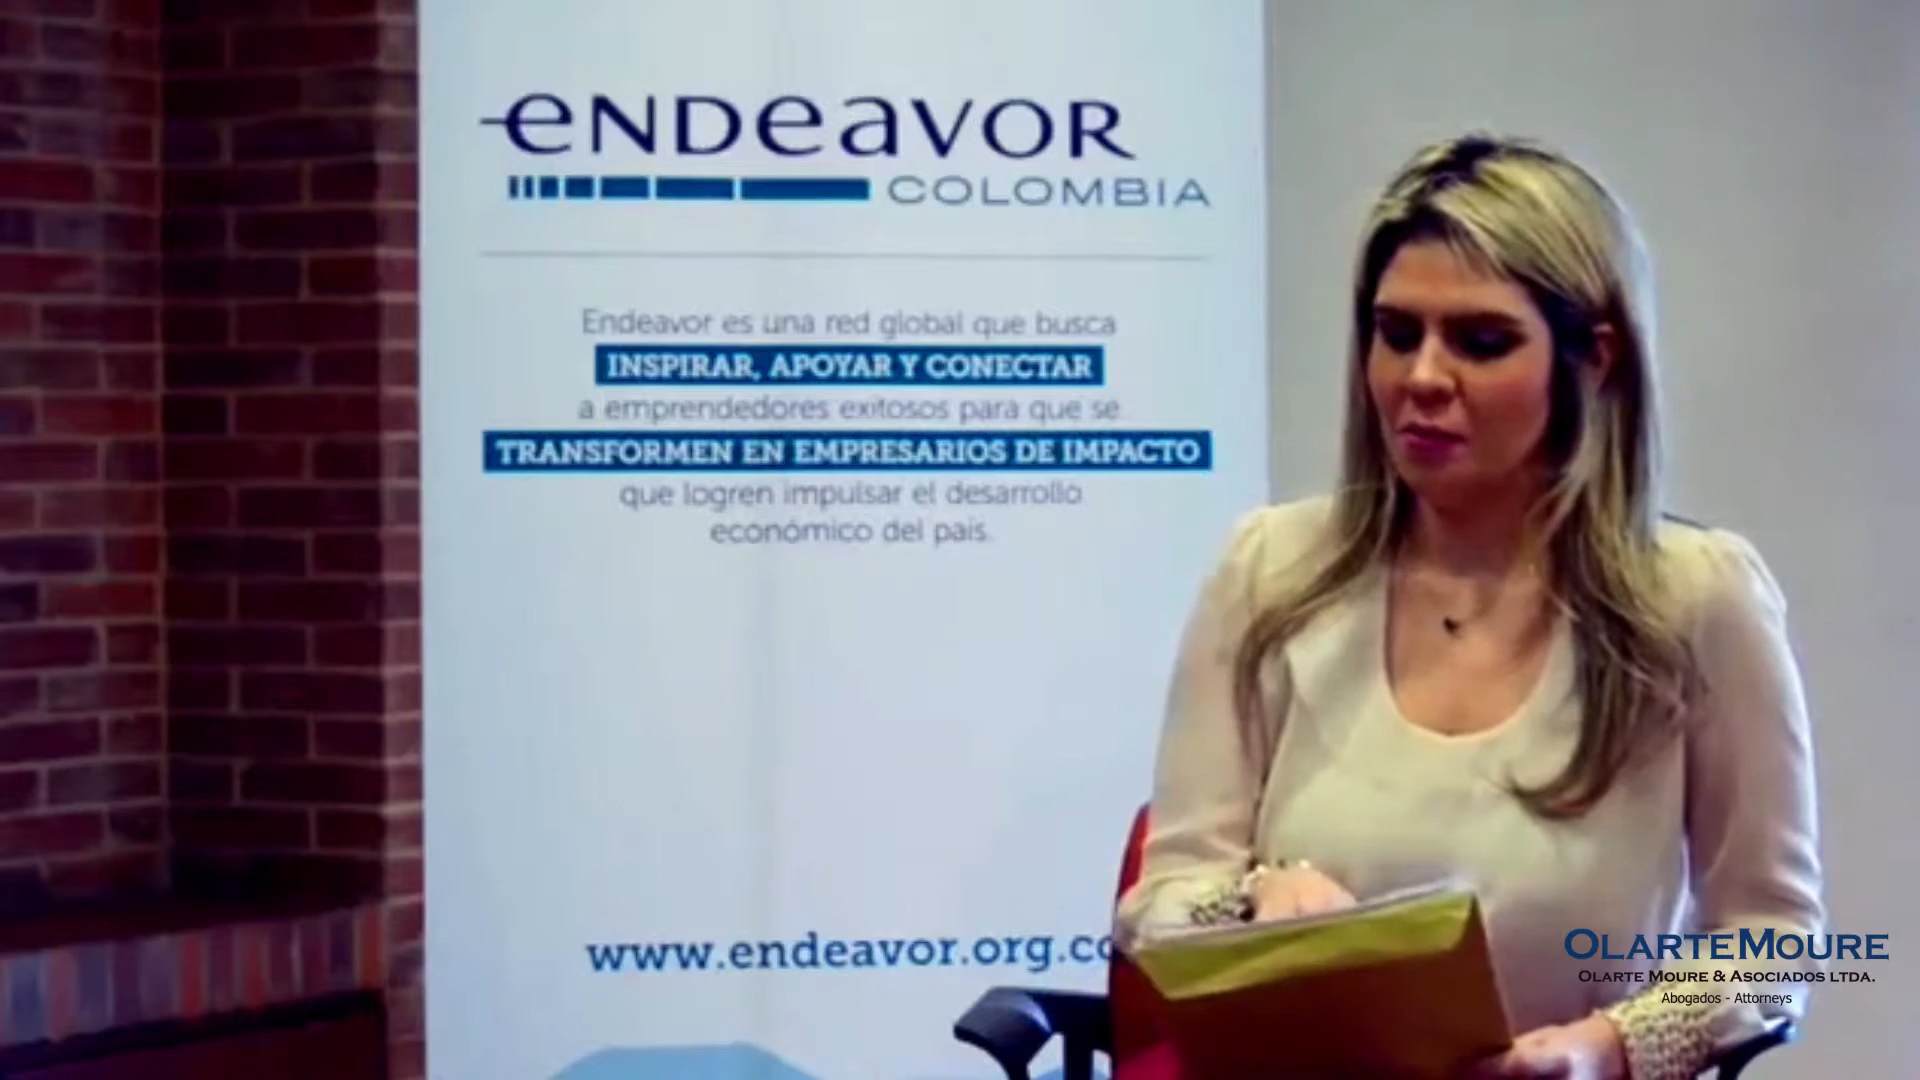 ENDEAVOR
COLOMBIA
Endeavor es una red global que busca
INSPIRAR, APOYAR Y CONECTAR
a emprendedores exitosos para que se
TRANSFORMEN EN EMPRESARIOS DE IMPACTO
que logren impulsar el desarrollo
económico del país.
www.endeavor.org.co
OLARTEMOURE
OLARTE MOURE & ASOCIADOS LTDA.
Abogados - Attorneys